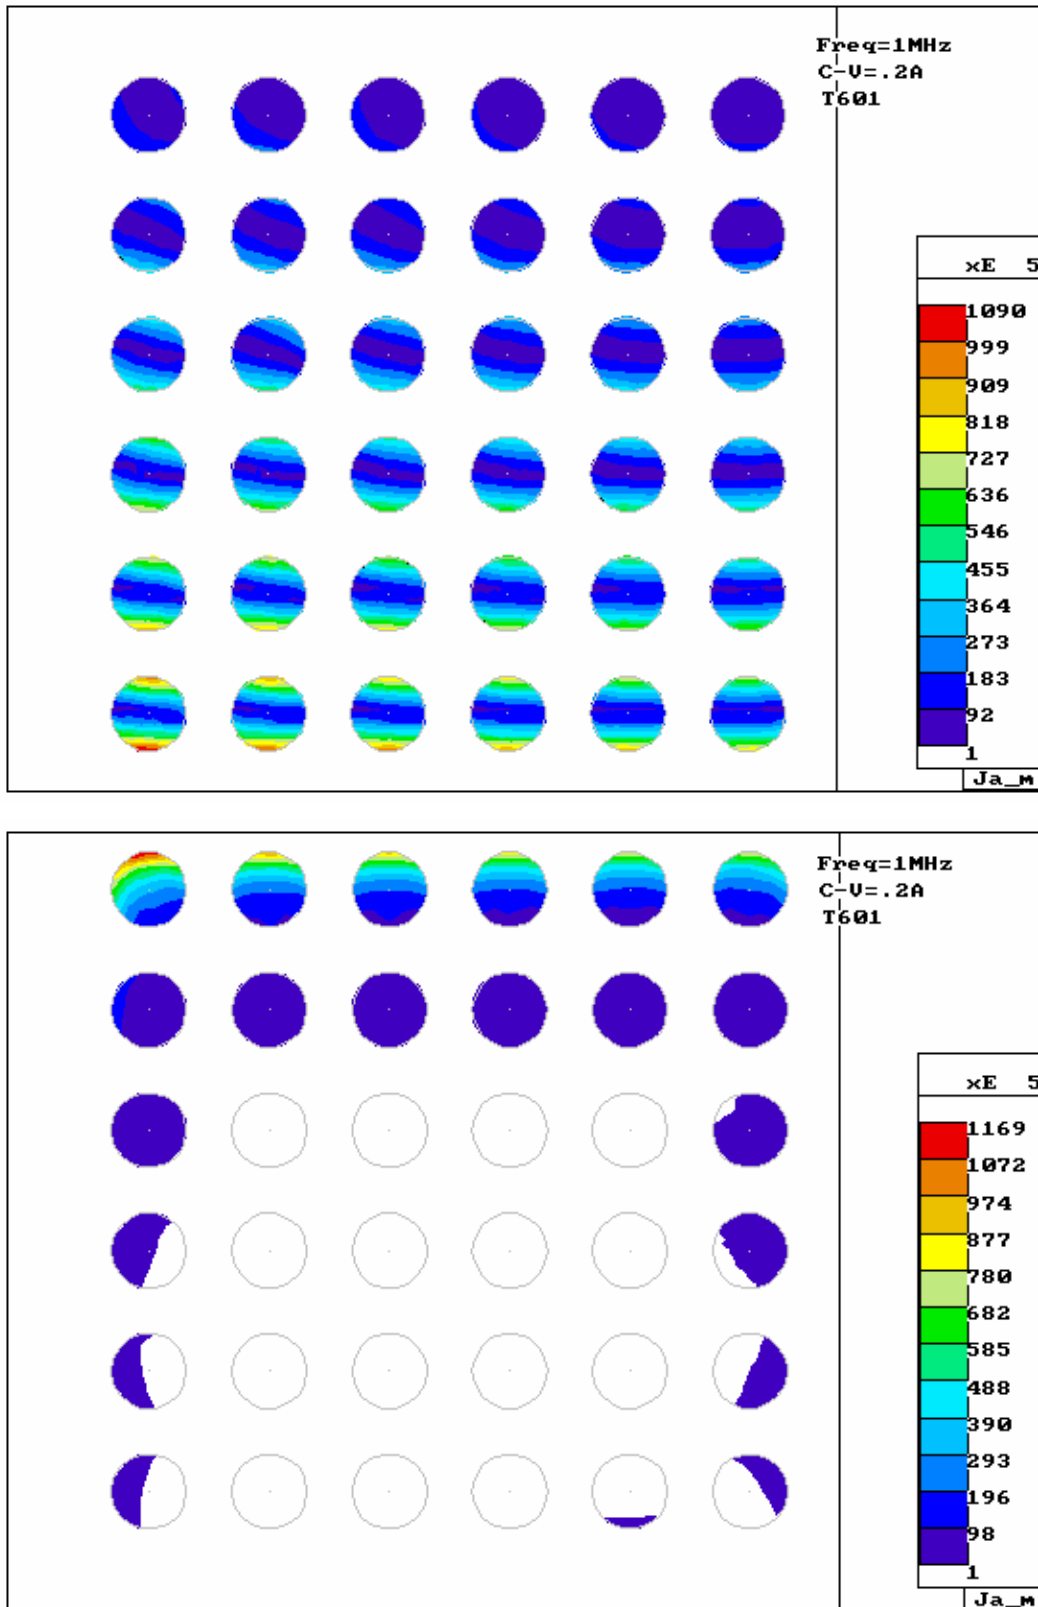 Freq=1MHz
C-V=.2A
T601
xE 5
1090
999
909
818
727
636
546
455
364
273
183
92
1
Ja_m
Freq=1MHz
C-V=.2A
T601
xE 5
1169
1072
974
877
780
682
585
488
390
293
196
98
1
Ja_m